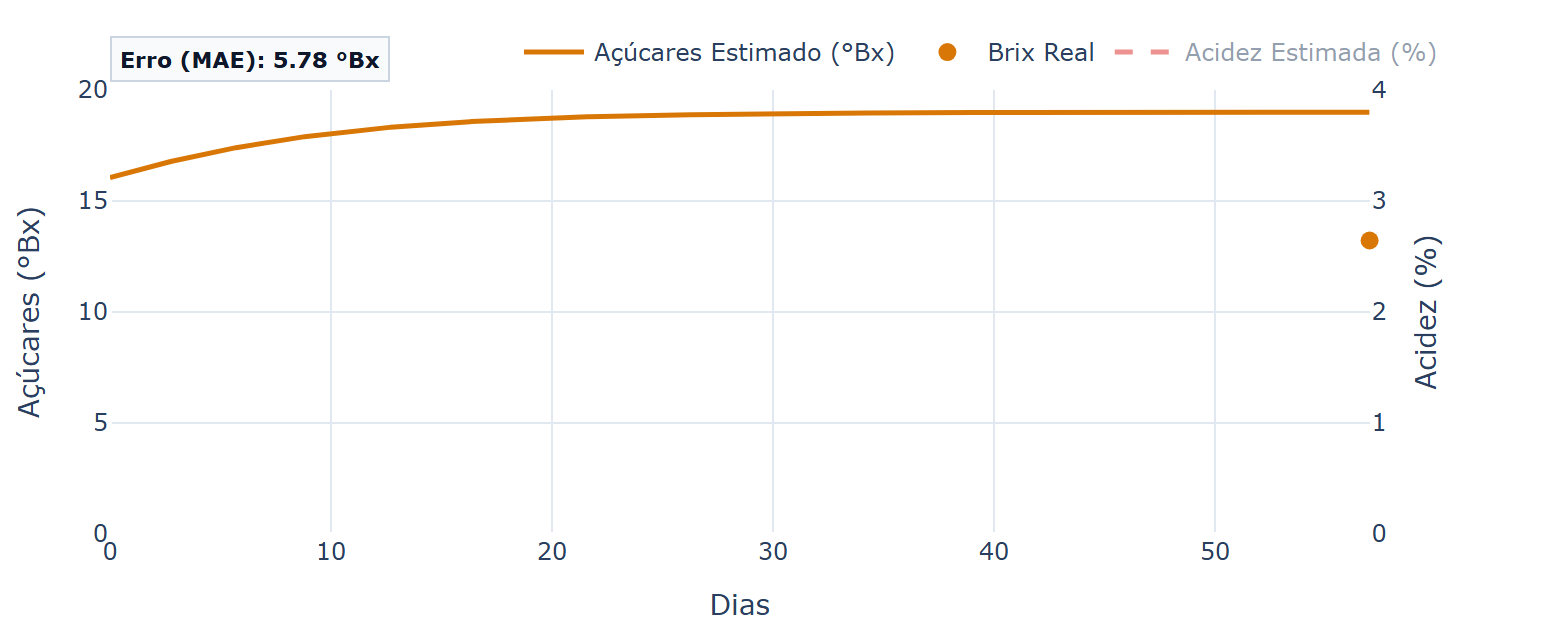 Erro (MAE): 5.78 ºBx
Açúcares Estimado (°Bx)
Brix Real
Acidez Estimada (%)
20
15
10
5
0
Açúcares (°Bx)
4
3
2
1
0
Acidez (%)
0
10
20
30
40
50
Dias